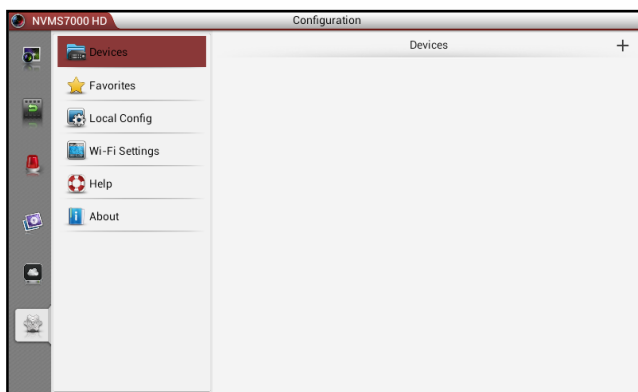 NVMS7000 HD
Configuration
Devices
Devices
+
Favorites
Local Config
Wi-Fi Settings
Help
About